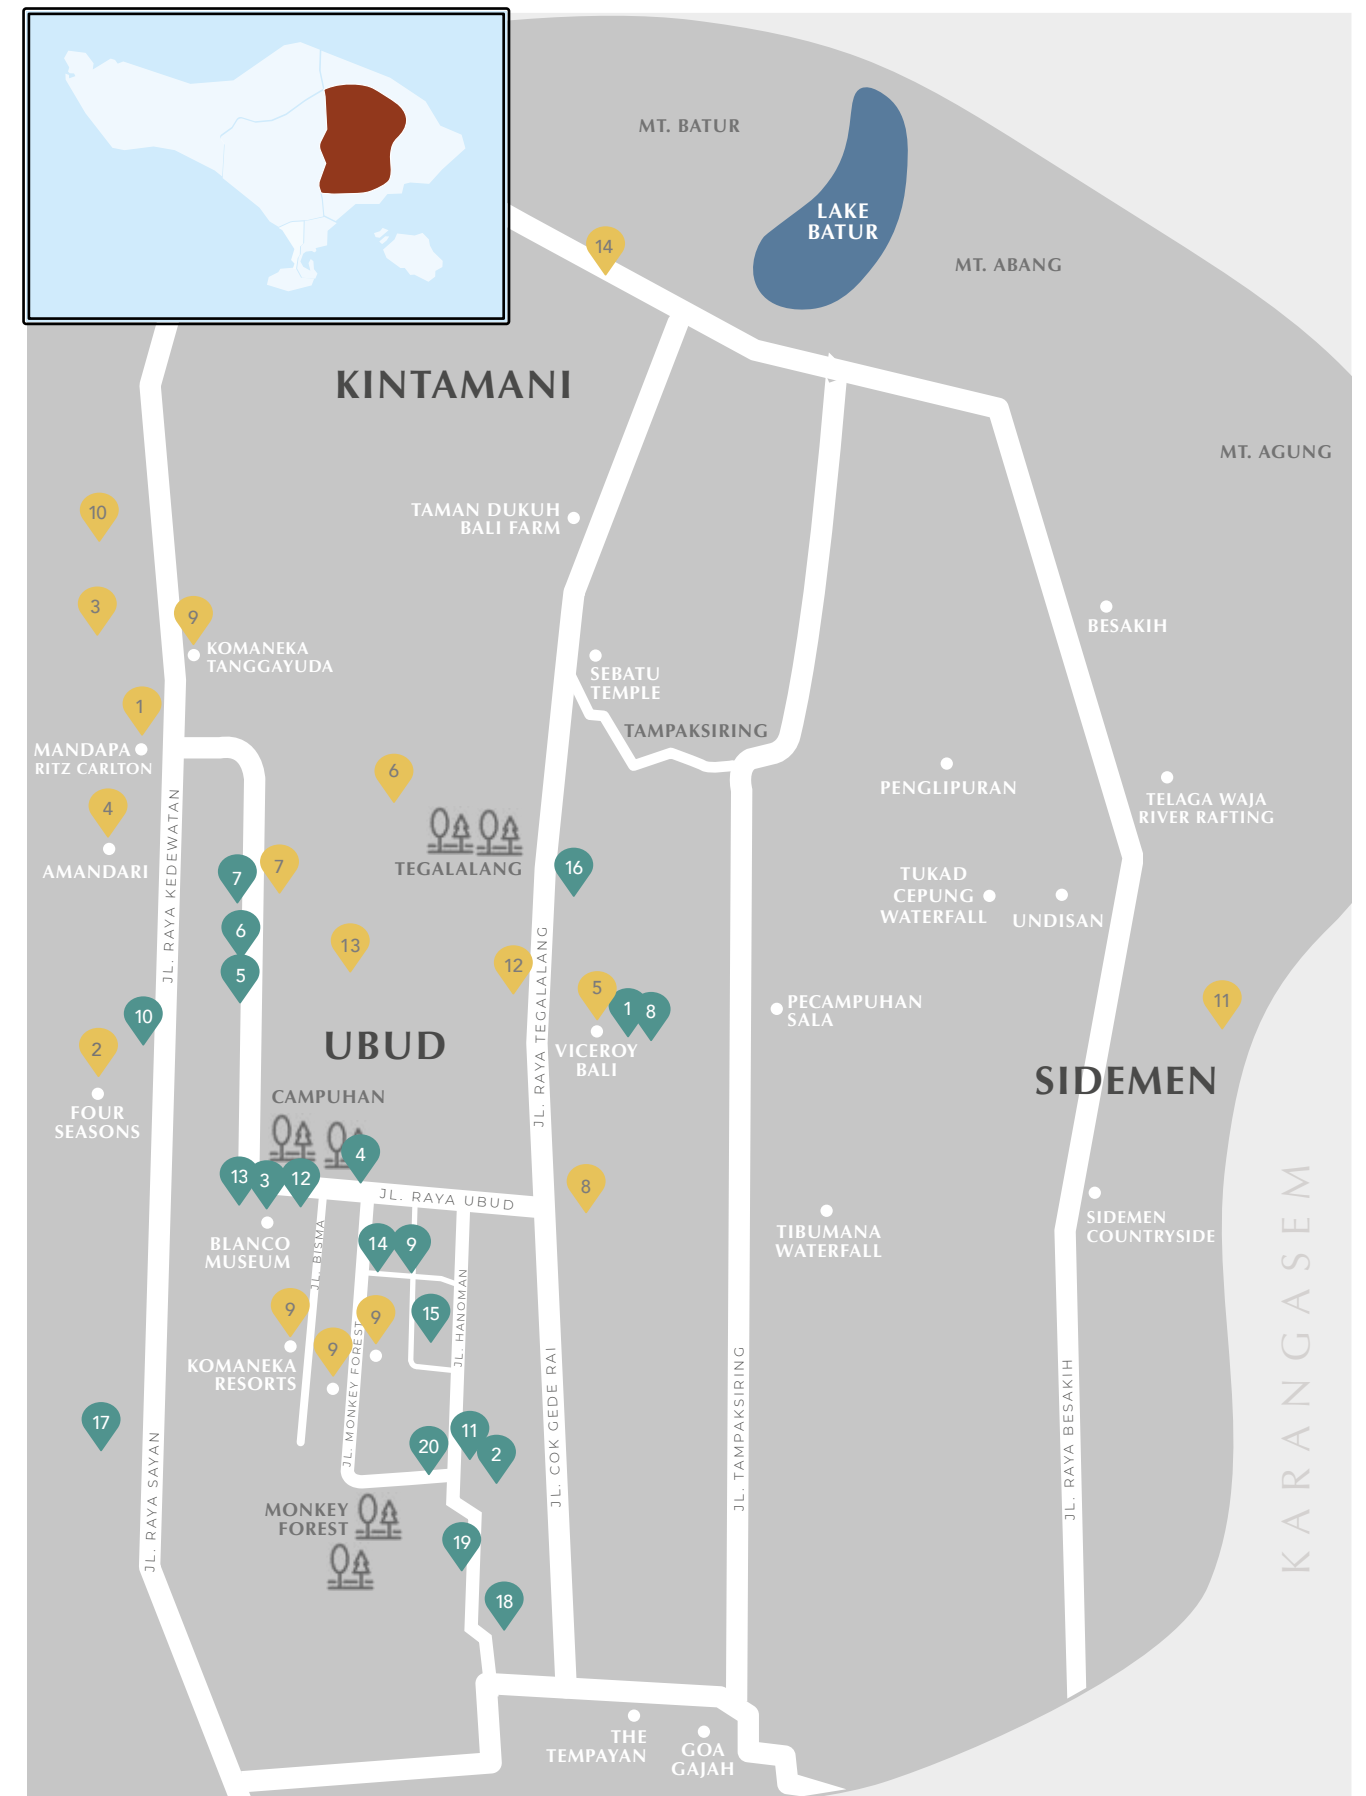 MT. BATUR
LAKE
BATUR
14
MT. ABANG
KINTAMANI
MT. AGUNG
10
TAMAN DUKUH
BALI FARM
3
9
BESAKIH
KOMANEKA
TANGGAYUDA
SEBATU
TEMPLE
1
TAMPAKSIRING
MANDAPA
RITZ CARLTON
6
PENGLIPURAN
TELAGA WAJA
RIVER RAFTING
4
AMANDARI
JL. RAYA KEDEWATAN
TEGALALANG
7
7
16
TUKAD
CEPUNG
WATERFALL
UNDISAN
6
13
5
12
JL. RAYA TEGALALANG
5
1
8
PECAMPUHAN
SALA
11
10
2
UBUD
VICEROY
BALI
SIDEMEN
FOUR
SEASONS
CAMPUHAN
4
13
3
12
JL. RAYA UBUD
8
BLANCO
MUSEUM
JL. BISMA
14
9
TIBUMANA
WATERFALL
SIDEMEN
COUNTRYSIDE
KARANGASEM
9
9
9
15
JL. HANOMAN
KOMANEKA
RESORTS
JL. MONKEY FOREST
JL. COK GEDE RAI
JL. TAMPAKSIRING
JL. RAYA BESAKIH
17
JL. RAYA SAYAN
20
11
2
MONKEY
FOREST
19
18
THE
TEMPAYAN
GOA
GAJAH